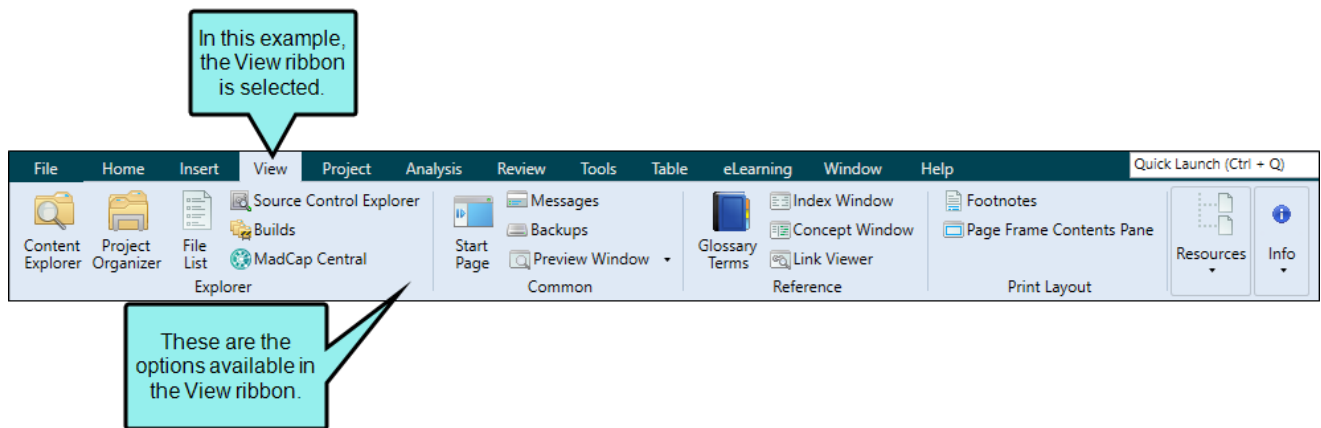 In this example,
the View ribbon
is selected.
File Home Insert View Project Analysis Review Tools Table eLearning Window Help Quick Launch (Ctrl + Q)
Content
Explorer
Project
Organizer
File
List
Source Control Explorer
Builds
MadCap Central
Explorer
Start
Page
Messages
Backups
Preview Window
Common
Glossary
Terms
Index Window
Concept Window
Link Viewer
Reference
Footnotes
Page Frame Contents Pane
Print Layout
Resources
Info
These are the
options available in
the View ribbon.